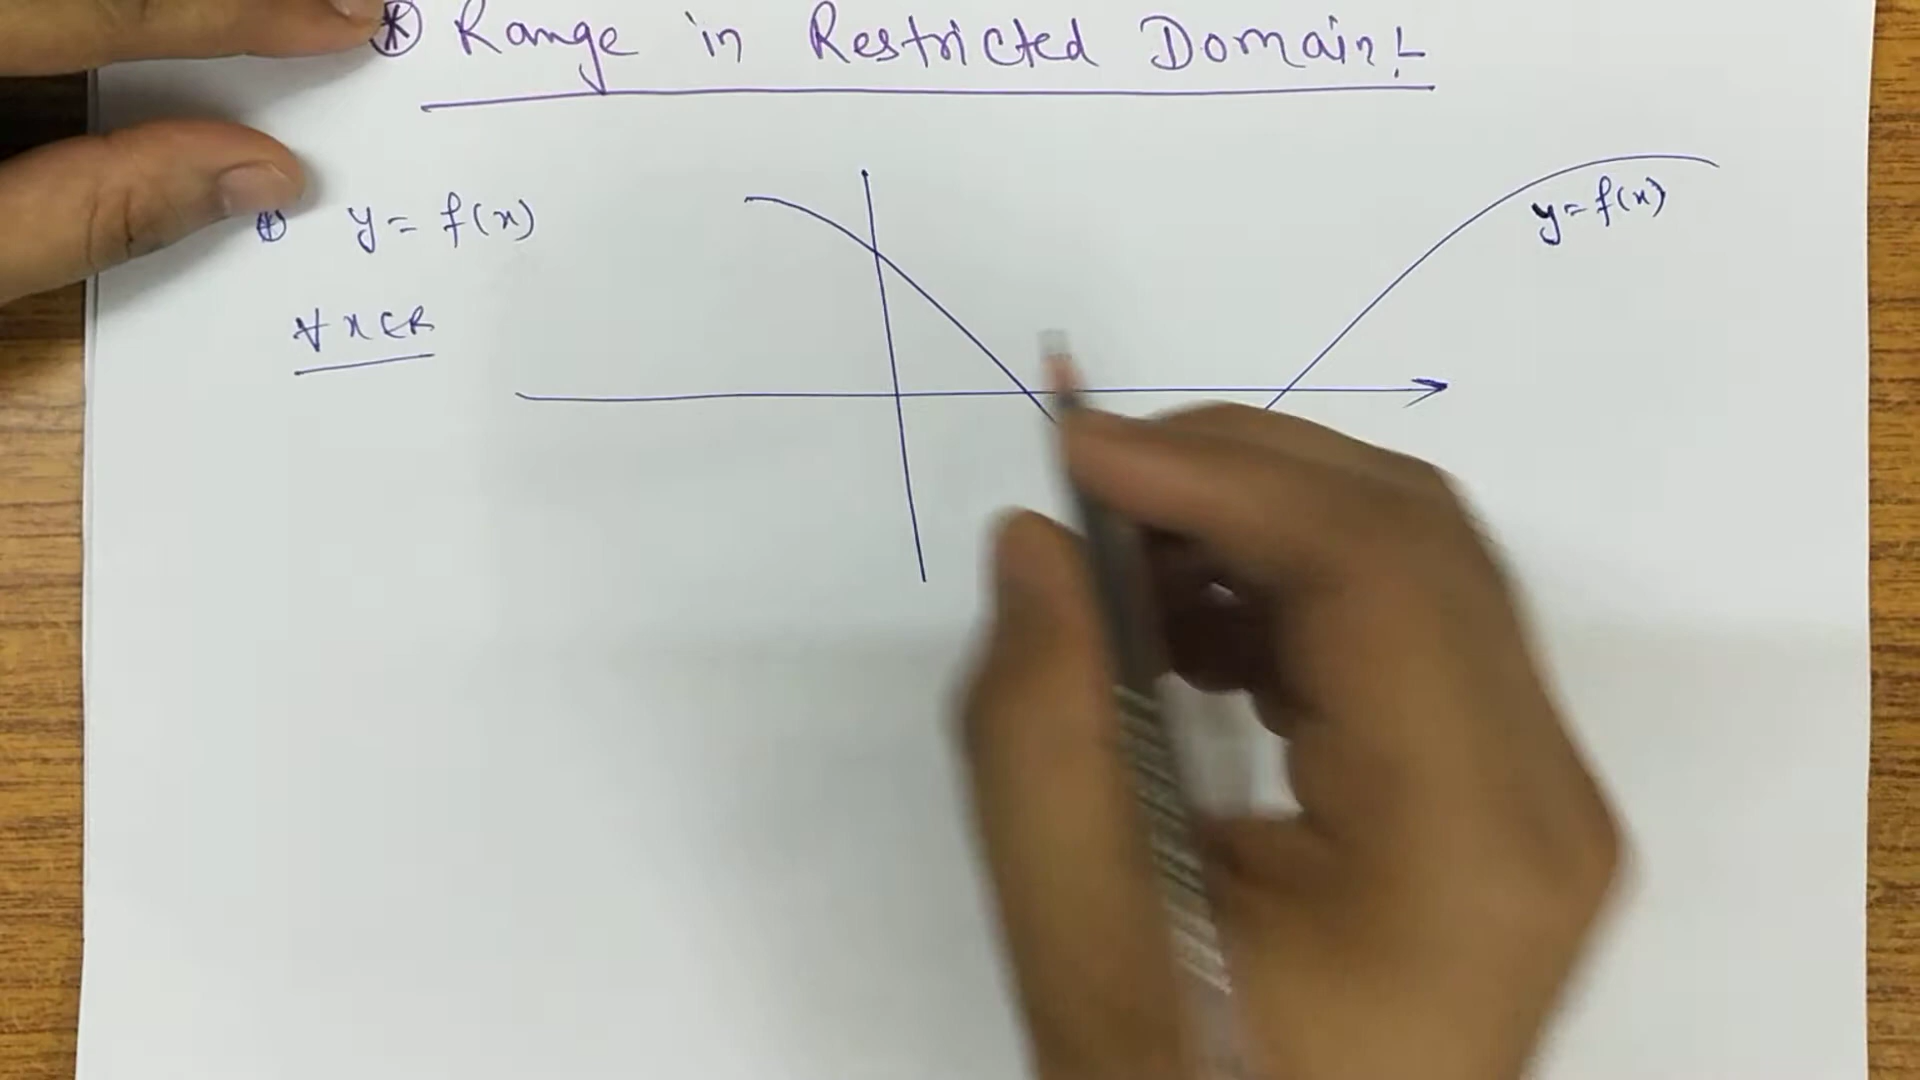 Range in Restricted Domain:-
y = f(x)
y = f(x)
∀ x ∈ R